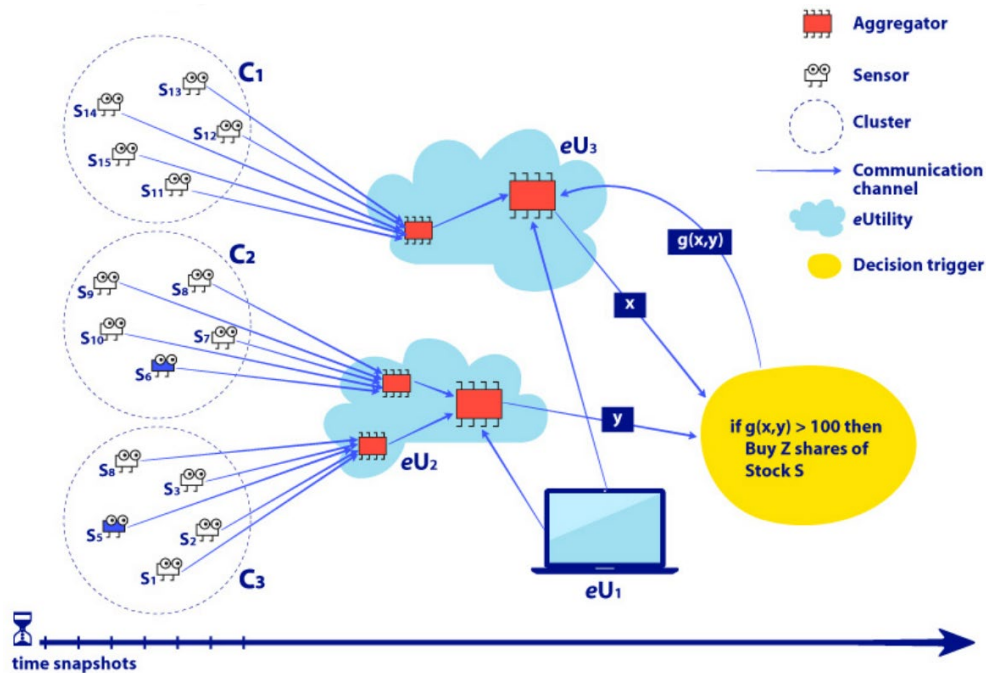 Aggregator
Sensor
Cluster
Communication
channel
eUtility
Decision trigger
C1
S13
S14
S12
S15
S11
eU3
g(x,y)
C2
S9
S8
S10
S7
S6
x
y
eU2
if g(x,y) > 100 then
Buy Z shares of
Stock S
S8
S3
S5
S2
S1
C3
eU1
time snapshots